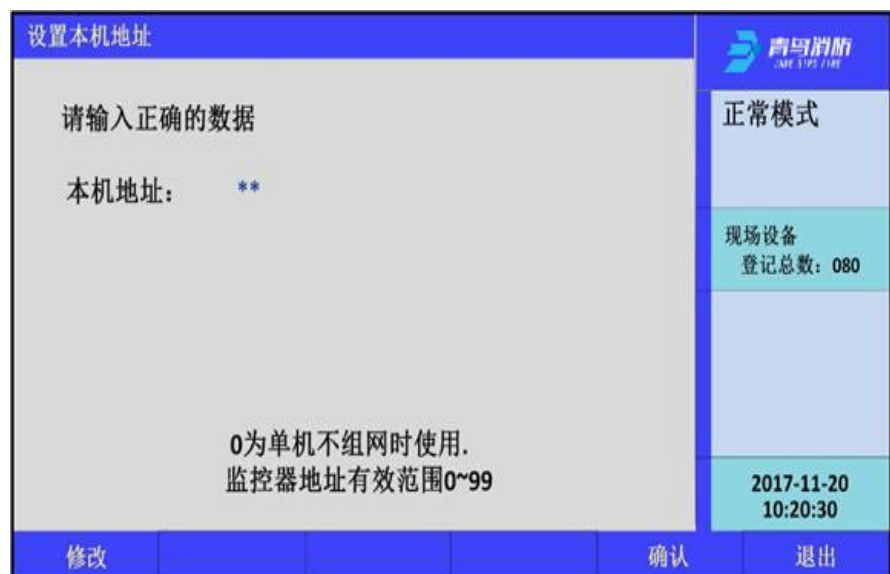 设置本机地址
青鸟消防
JADE BIRD FIRE
请输入正确的数据
正常模式
本机地址： **
现场设备
登记总数：080
0为单机不组网时使用.
监控器地址有效范围0~99
2017-11-20
10:20:30
修改 确认 退出